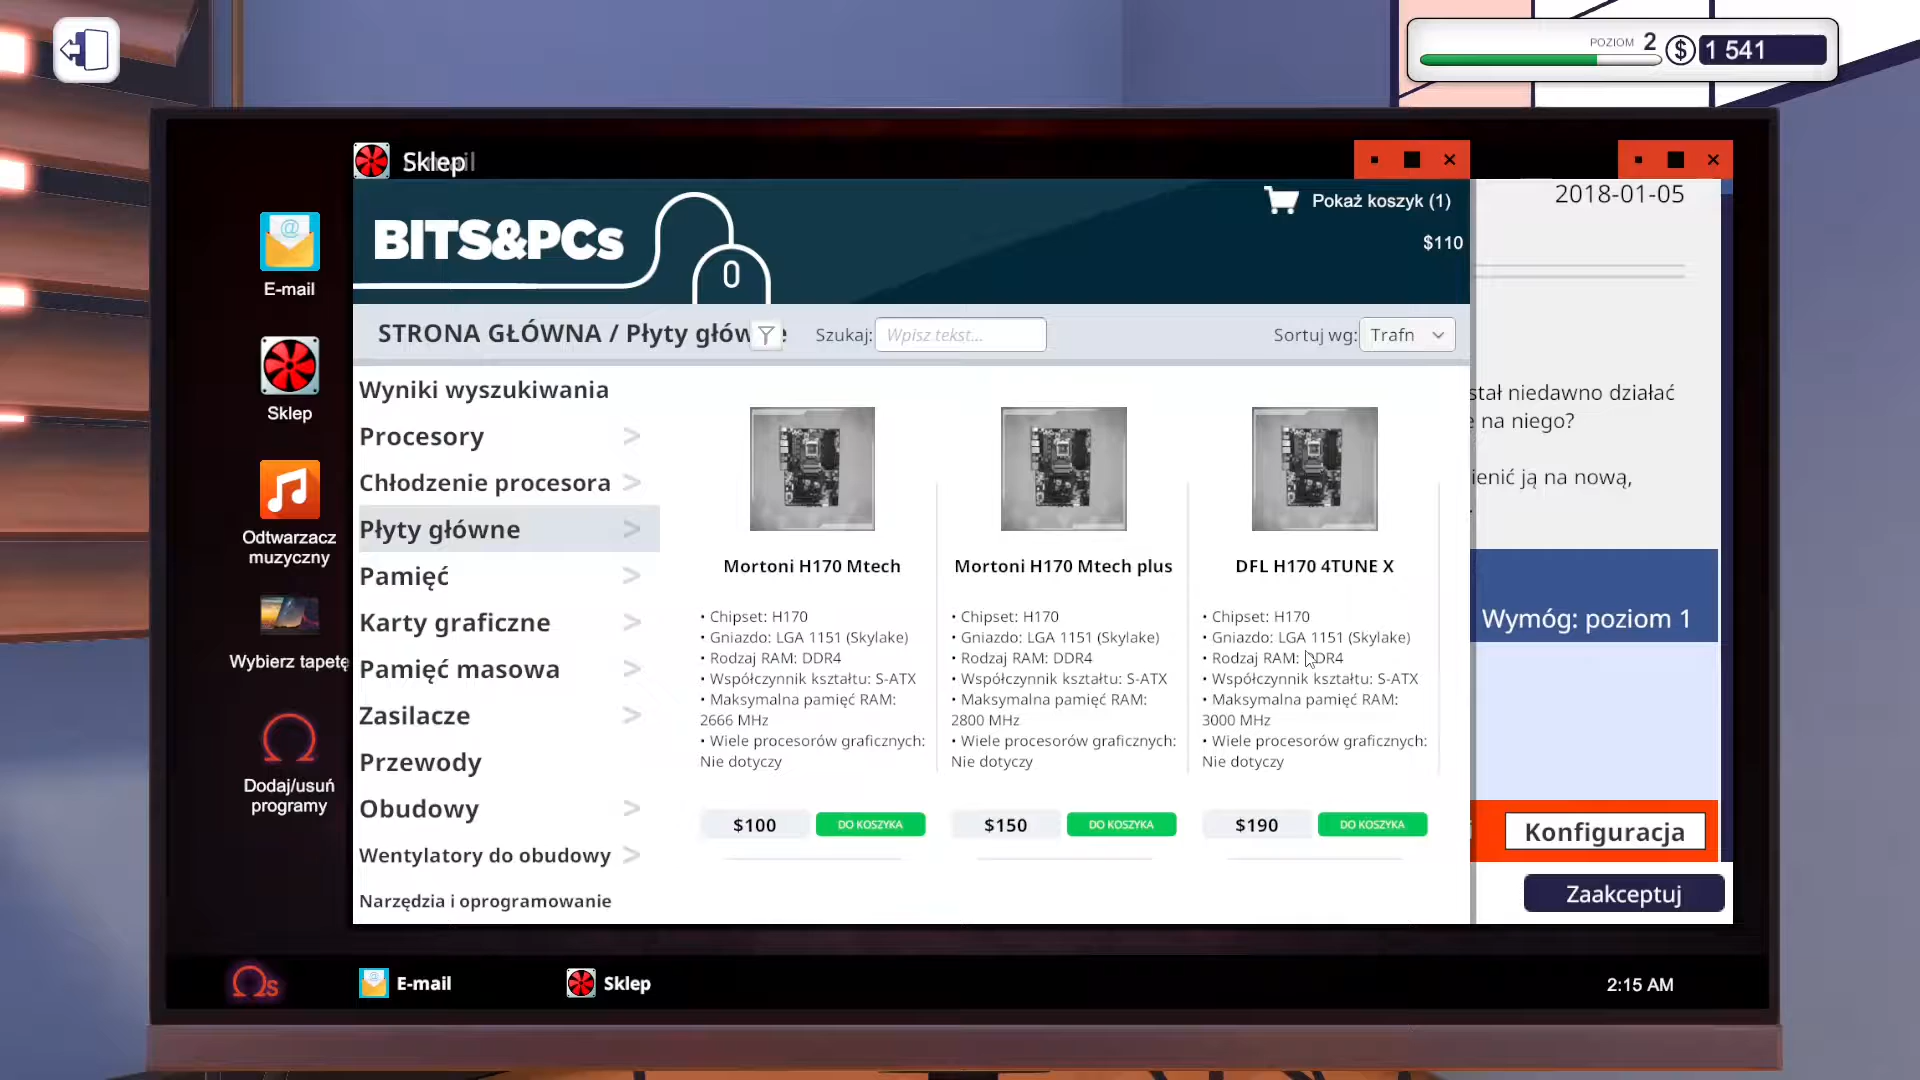 POZIOM 2
$ 1 541
Sklep
BITS&PCs
Pokaż koszyk (1)
$110
2018-01-05
STRONA GŁÓWNA / Płyty głów
Szukaj:
Wpisz tekst...
Sortuj wg:
Trafn
Wyniki wyszukiwania
Procesory >
Chłodzenie procesora >
Płyty główne >
Pamięć >
Karty graficzne >
Pamięć masowa >
Zasilacze >
Przewody
Obudowy >
Wentylatory do obudowy >
Narzędzia i oprogramowanie
Mortoni H170 Mtech
• Chipset: H170
• Gniazdo: LGA 1151 (Skylake)
• Rodzaj RAM: DDR4
• Współczynnik kształtu: S-ATX
• Maksymalna pamięć RAM:
2666 MHz
• Wiele procesorów graficznych:
Nie dotyczy
$100
DO KOSZYKA
Mortoni H170 Mtech plus
• Chipset: H170
• Gniazdo: LGA 1151 (Skylake)
• Rodzaj RAM: DDR4
• Współczynnik kształtu: S-ATX
• Maksymalna pamięć RAM:
2800 MHz
• Wiele procesorów graficznych:
Nie dotyczy
$150
DO KOSZYKA
DFL H170 4TUNE X
• Chipset: H170
• Gniazdo: LGA 1151 (Skylake)
• Rodzaj RAM: DDR4
• Współczynnik kształtu: S-ATX
• Maksymalna pamięć RAM:
3000 MHz
• Wiele procesorów graficznych:
Nie dotyczy
$190
DO KOSZYKA
stał niedawno działać
na niego?
ienić ją na nową,
Wymóg: poziom 1
Konfiguracja
Zaakceptuj
E-mail
Sklep
Odtwarzacz
muzyczny
Wybierz tapetę
Dodaj/usuń
programy
Ωs
E-mail
Sklep
2:15 AM